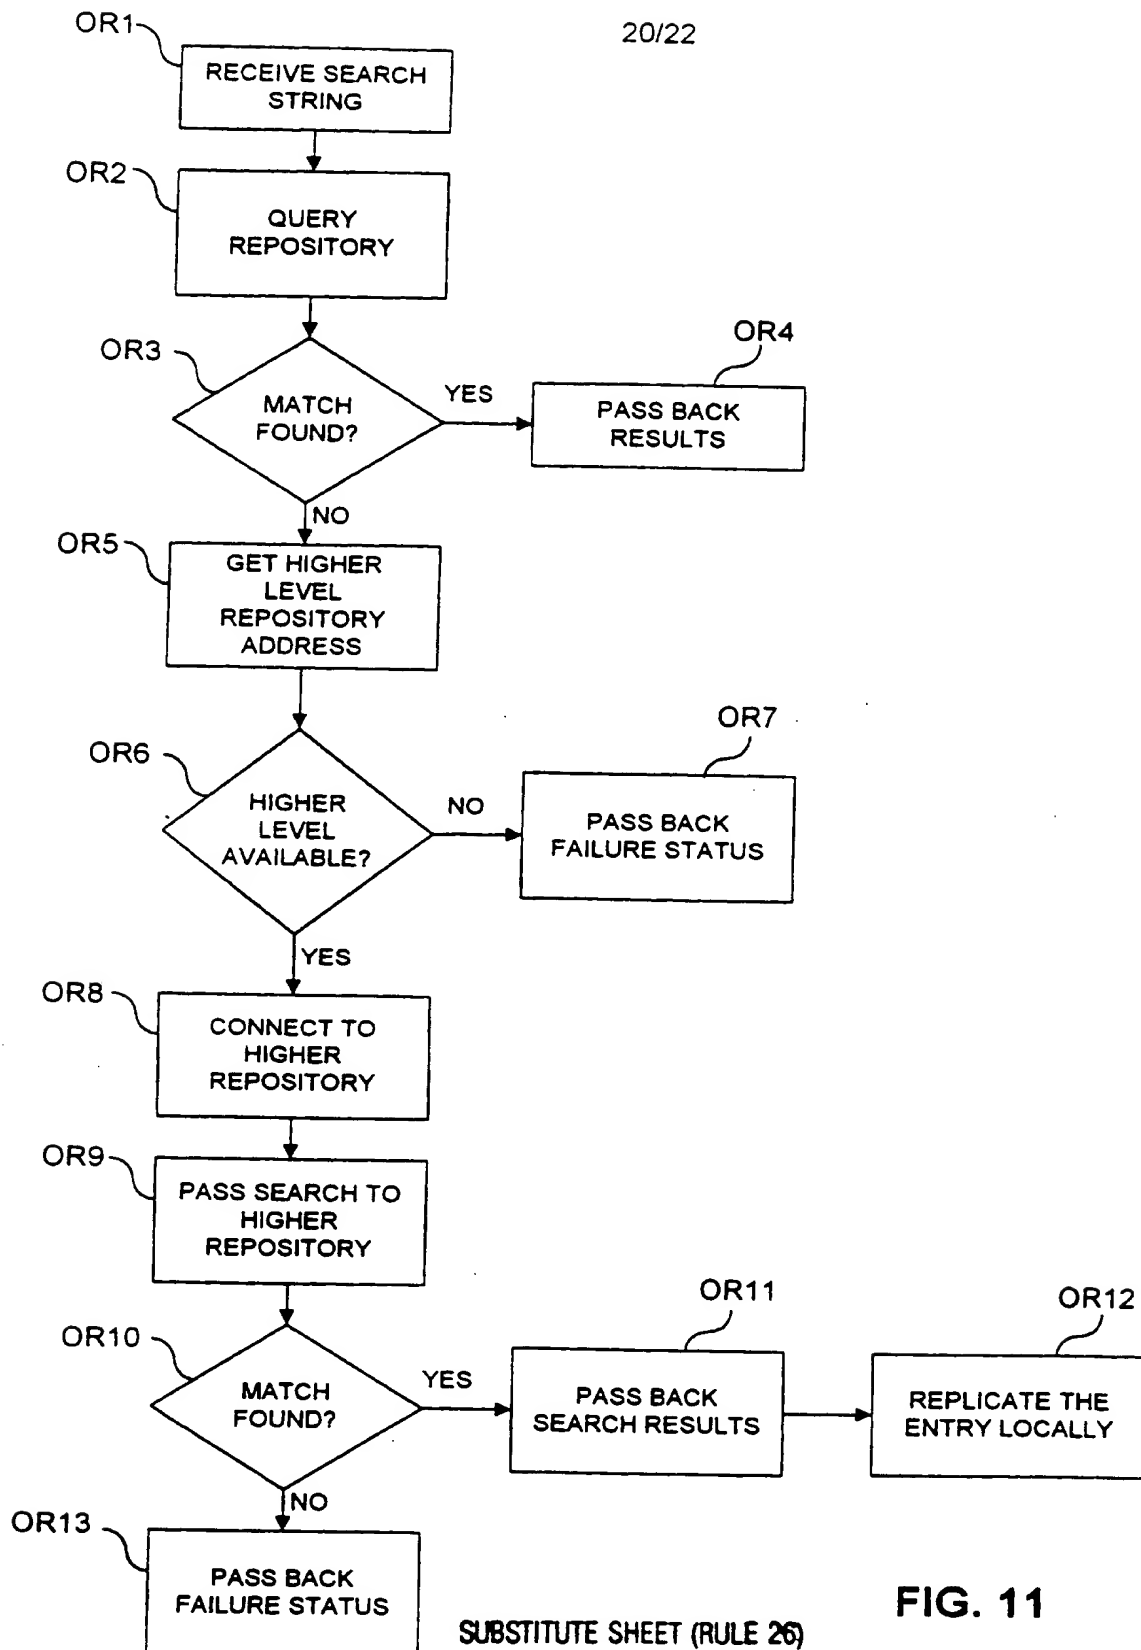 20/22
OR1
RECEIVE SEARCH
STRING
OR2
QUERY
REPOSITORY
OR3
MATCH
FOUND?
YES
OR4
PASS BACK
RESULTS
NO
OR5
GET HIGHER
LEVEL
REPOSITORY
ADDRESS
OR6
HIGHER
LEVEL
AVAILABLE?
NO
OR7
PASS BACK
FAILURE STATUS
YES
OR8
CONNECT TO
HIGHER
REPOSITORY
OR9
PASS SEARCH TO
HIGHER
REPOSITORY
OR10
MATCH
FOUND?
YES
OR11
PASS BACK
SEARCH RESULTS
OR12
REPLICATE THE
ENTRY LOCALLY
NO
OR13
PASS BACK
FAILURE STATUS
FIG. 11
SUBSTITUTE SHEET (RULE 26)